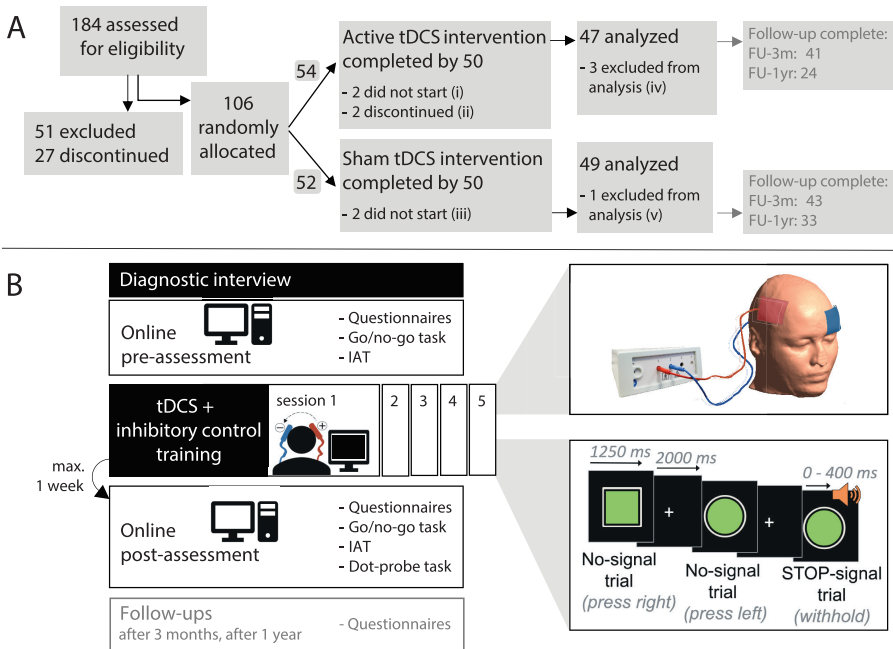 A
184 assessed
for eligibility
51 excluded
27 discontinued
106
randomly
allocated
54
Active tDCS intervention
completed by 50
- 2 did not start (i)
- 2 discontinued (ii)
47 analyzed
- 3 excluded from
analysis (iv)
Follow-up complete:
FU-3m: 41
FU-1yr: 24
52
Sham tDCS intervention
completed by 50
- 2 did not start (iii)
49 analyzed
- 1 excluded from
analysis (v)
Follow-up complete:
FU-3m: 43
FU-1yr: 33
B
Diagnostic interview
Online
pre-assessment
- Questionnaires
- Go/no-go task
- IAT
tDCS +
inhibitory control
training
session 1
2
3
4
5
max.
1 week
Online
post-assessment
- Questionnaires
- Go/no-go task
- IAT
- Dot-probe task
Follow-ups
after 3 months, after 1 year
- Questionnaires
1250 ms
2000 ms
0 - 400 ms
No-signal
trial
(press right)
No-signal
trial
(press left)
STOP-signal
trial
(withhold)